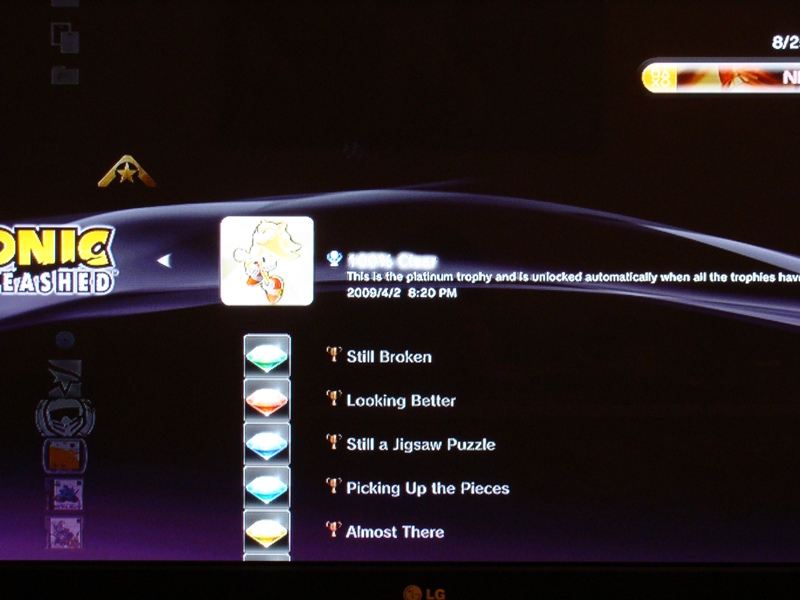 8/2
N
ONIC
EASHED
100% Clear
This is the platinum trophy and is unlocked automatically when all the trophies hav
2009/4/2 8:20 PM
Still Broken
Looking Better
Still a Jigsaw Puzzle
Picking Up the Pieces
Almost There
LG